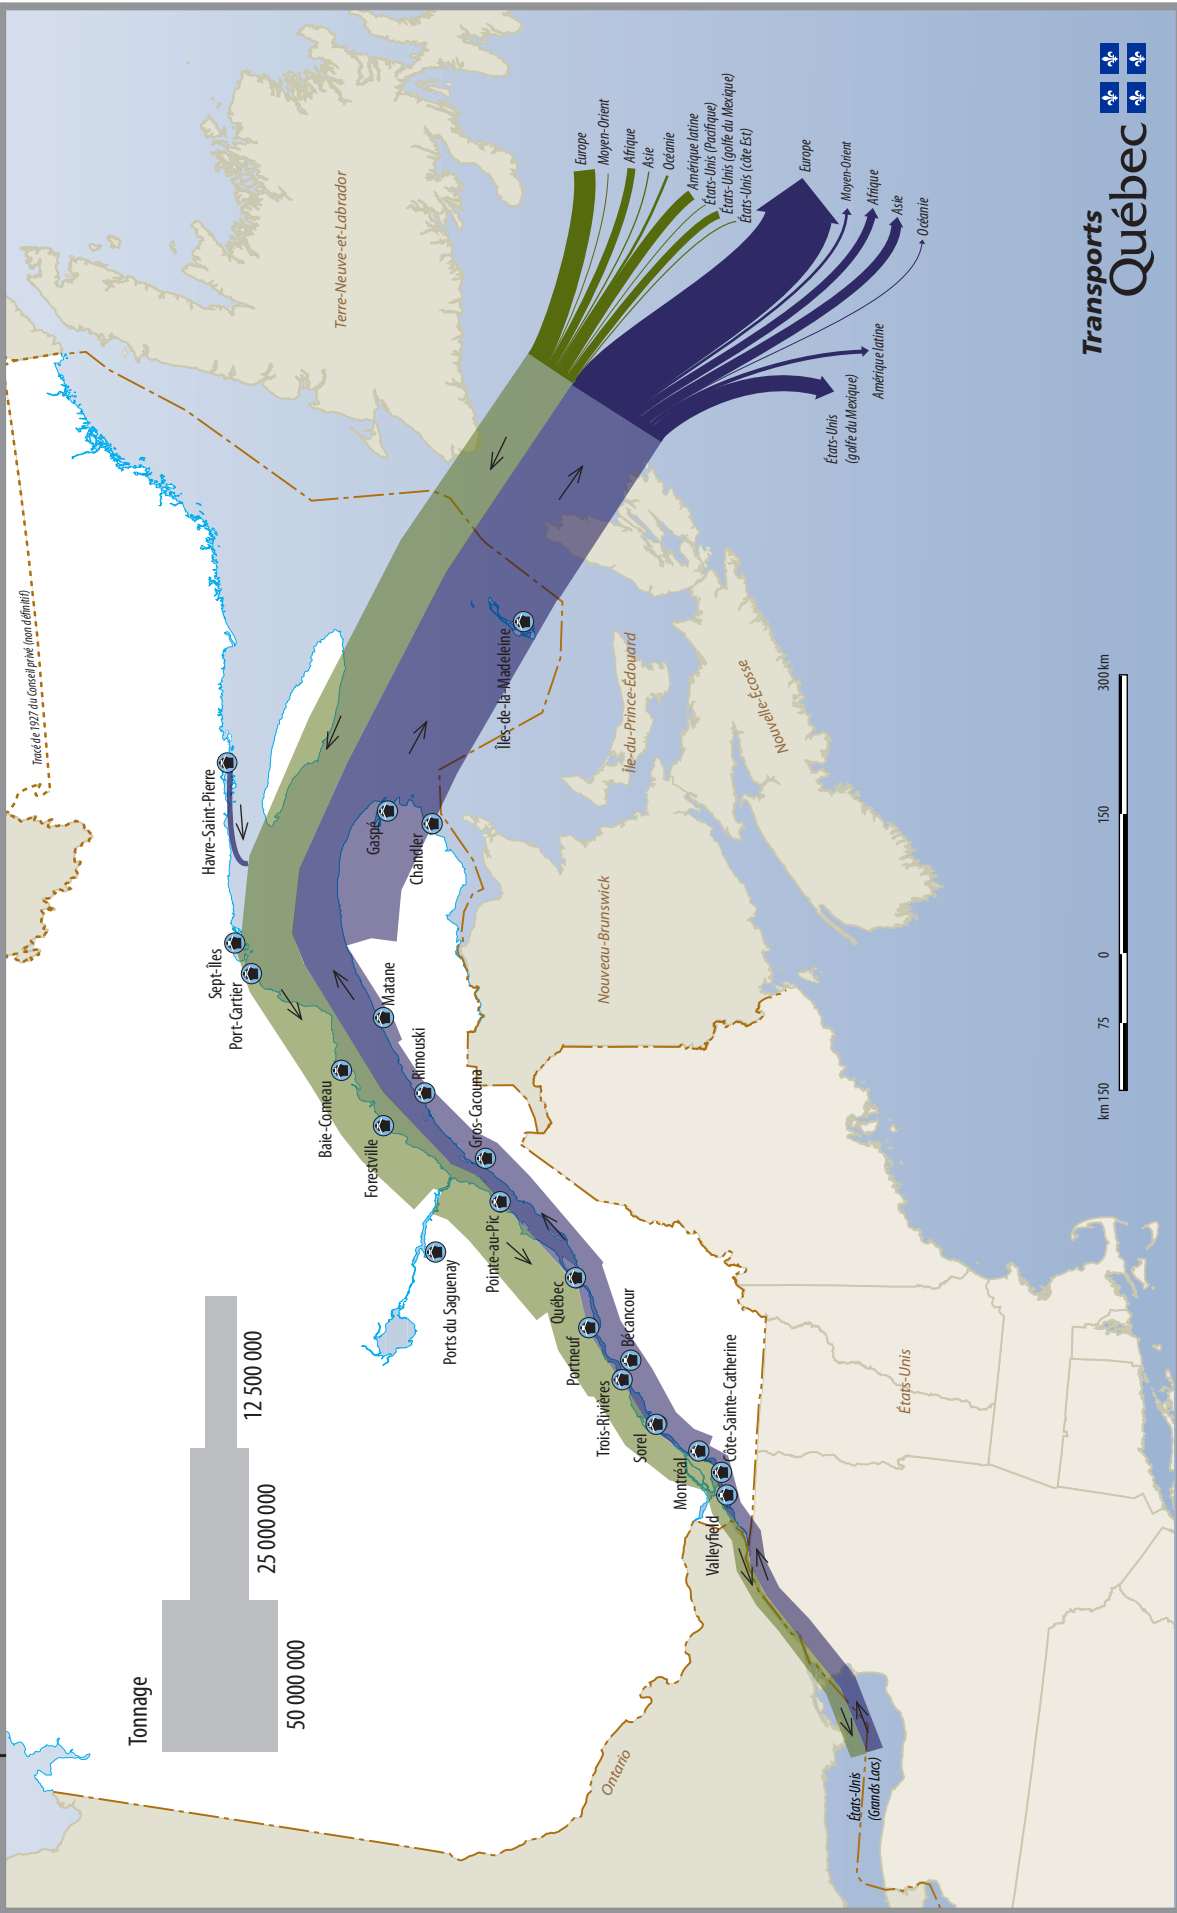 Tracé de 1927 du Conseil privé (non définitif)
Terre-Neuve-et-Labrador
Europe
Moyen-Orient
Afrique
Asie
Océanie
Amérique latine
États-Unis (Pacifique)
États-Unis (golfe du Mexique)
États-Unis (côte Est)
Europe
Moyen-Orient
Afrique
Asie
Océanie
Amérique latine
États-Unis
(golfe du Mexique)
Havre-Saint-Pierre
Sept-Îles
Port-Cartier
Baie-Comeau
Forestville
Ports du Saguenay
Pointe-au-Pic
Québec
Portneuf
Trois-Rivières
Sorel
Montréal
Valleyfield
Côte-Sainte-Catherine
Bécancour
Gros-Cacouna
Rimouski
Matane
Gaspé
Chandler
Îles-de-la-Madeleine
Île-du-Prince-Édouard
Nouvelle-Écosse
Nouveau-Brunswick
États-Unis
Ontario
États-Unis
(Grands Lacs)
Tonnage
50 000 000
25 000 000
12 500 000
km 150
75
0
150
300 km
Transports
Québec